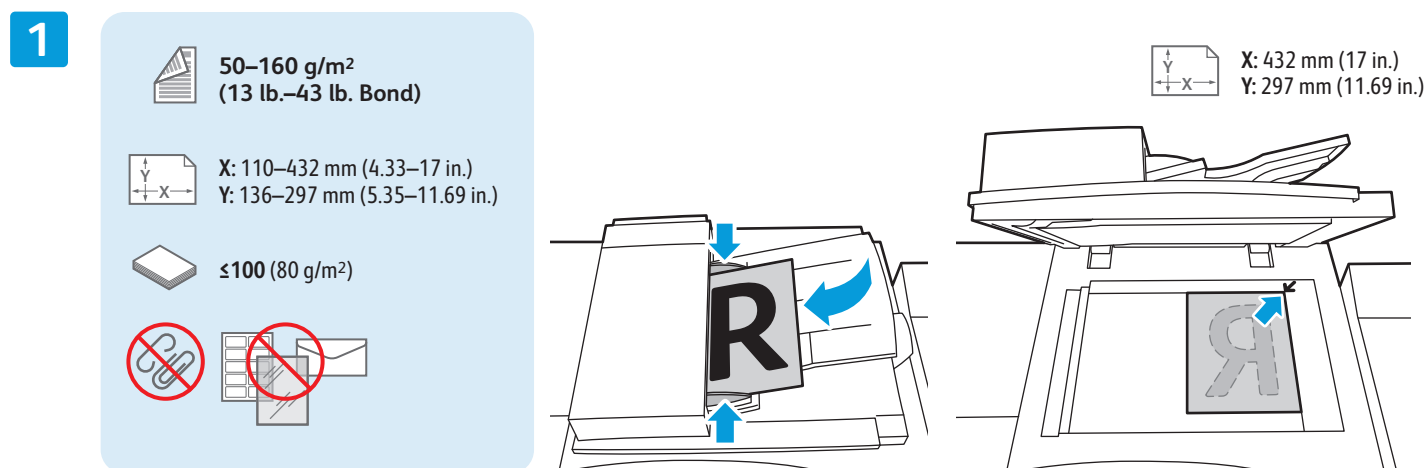 1
50–160 g/m²
(13 lb.–43 lb. Bond)
Y
X
X: 110–432 mm (4.33–17 in.)
Y: 136–297 mm (5.35–11.69 in.)
≤100 (80 g/m²)
R
Y
X
X: 432 mm (17 in.)
Y: 297 mm (11.69 in.)
R